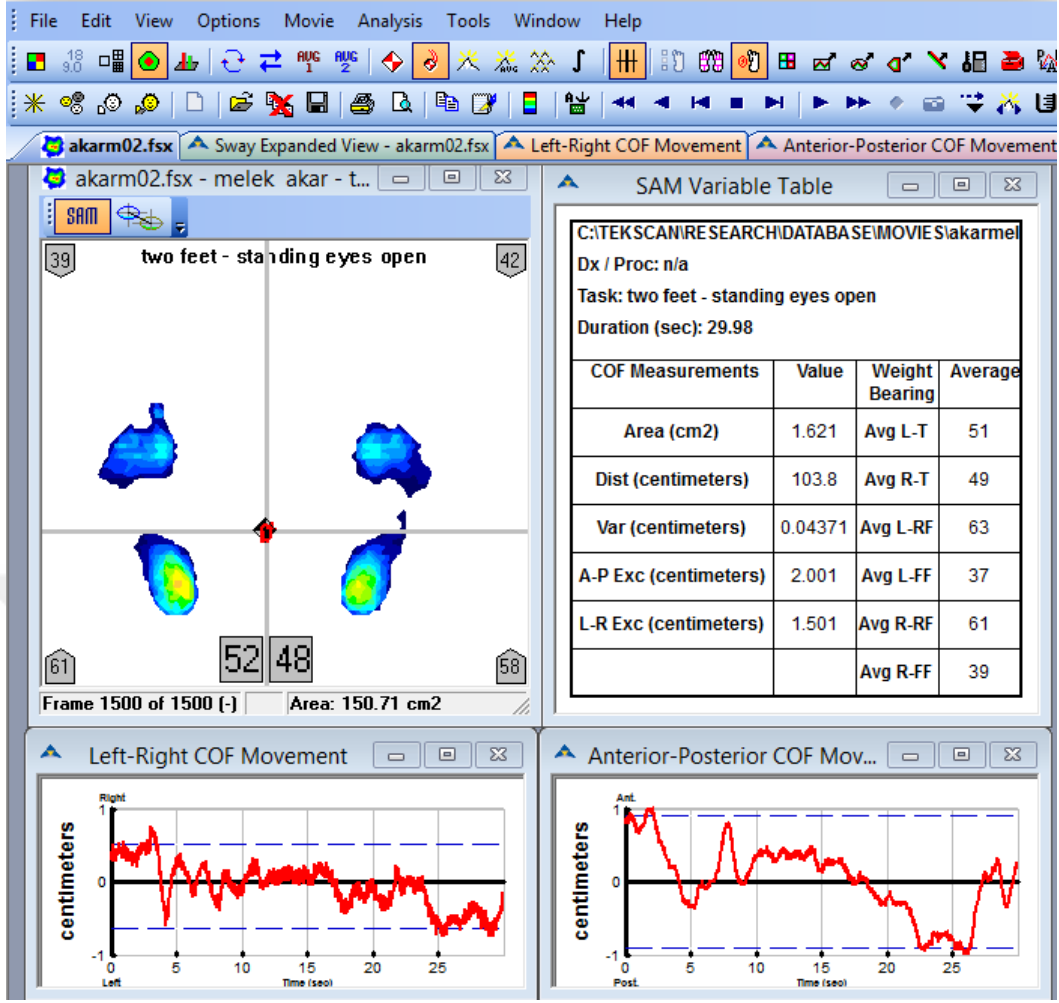 File Edit View Options Movie Analysis Tools Window Help
18
9.0
AVG
1
AVG
2
AVG
akarm02.fsx Sway Expanded View - akarm02.fsx Left-Right COF Movement Anterior-Posterior COF Movement
akarm02.fsx - melek akar - t...
SAM
39
two feet - standing eyes open
42
61
52 48
58
Frame 1500 of 1500 (-) Area: 150.71 cm2
SAM Variable Table
C:\TEKSCAN\RESEARCH\DATABASE\MOVIES\akarmel
Dx / Proc: n/a
Task: two feet - standing eyes open
Duration (sec): 29.98
COF Measurements Value Weight Bearing Average
Area (cm2) 1.621 Avg L-T 51
Dist (centimeters) 103.8 Avg R-T 49
Var (centimeters) 0.04371 Avg L-RF 63
A-P Exc (centimeters) 2.001 Avg L-FF 37
L-R Exc (centimeters) 1.501 Avg R-RF 61
Avg R-FF 39
Left-Right COF Movement
Right
1
centimeters
0
-1
0 5 10 15 20 25
Left Time (sec)
Anterior-Posterior COF Mov...
Ant.
1
centimeters
0
-1
0 5 10 15 20 25
Post. Time (sec)